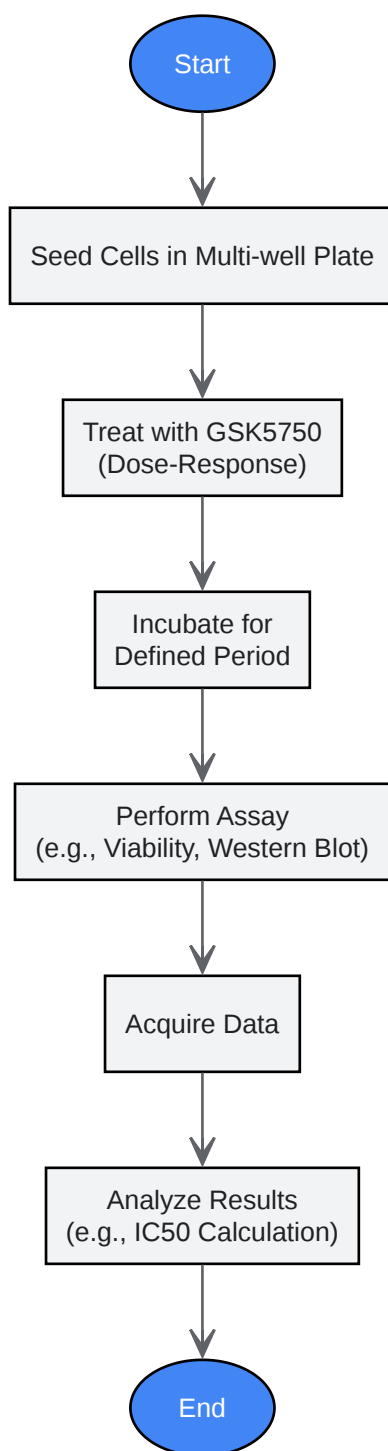 Start
Seed Cells in Multi-well Plate
Treat with GSK5750
(Dose-Response)
Incubate for
Defined Period
Perform Assay
(e.g., Viability, Western Blot)
Acquire Data
Analyze Results
(e.g., IC50 Calculation)
End